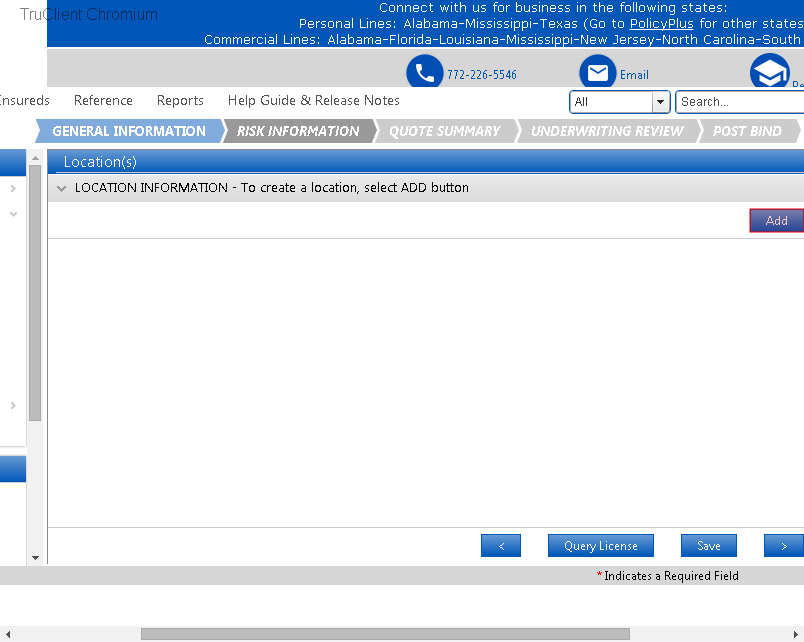 TruClient Chromium
Connect with us for business in the following states:
Personal Lines: Alabama-Mississippi-Texas (Go to PolicyPlus for other states
Commercial Lines: Alabama-Florida-Louisiana-Mississippi-New Jersey-North Carolina-South
772-226-5546
Email
Insureds Reference Reports Help Guide & Release Notes All Search...
GENERAL INFORMATION RISK INFORMATION QUOTE SUMMARY UNDERWRITING REVIEW POST BIND
Location(s)
LOCATION INFORMATION - To create a location, select ADD button
Add
< Query License Save >
*Indicates a Required Field